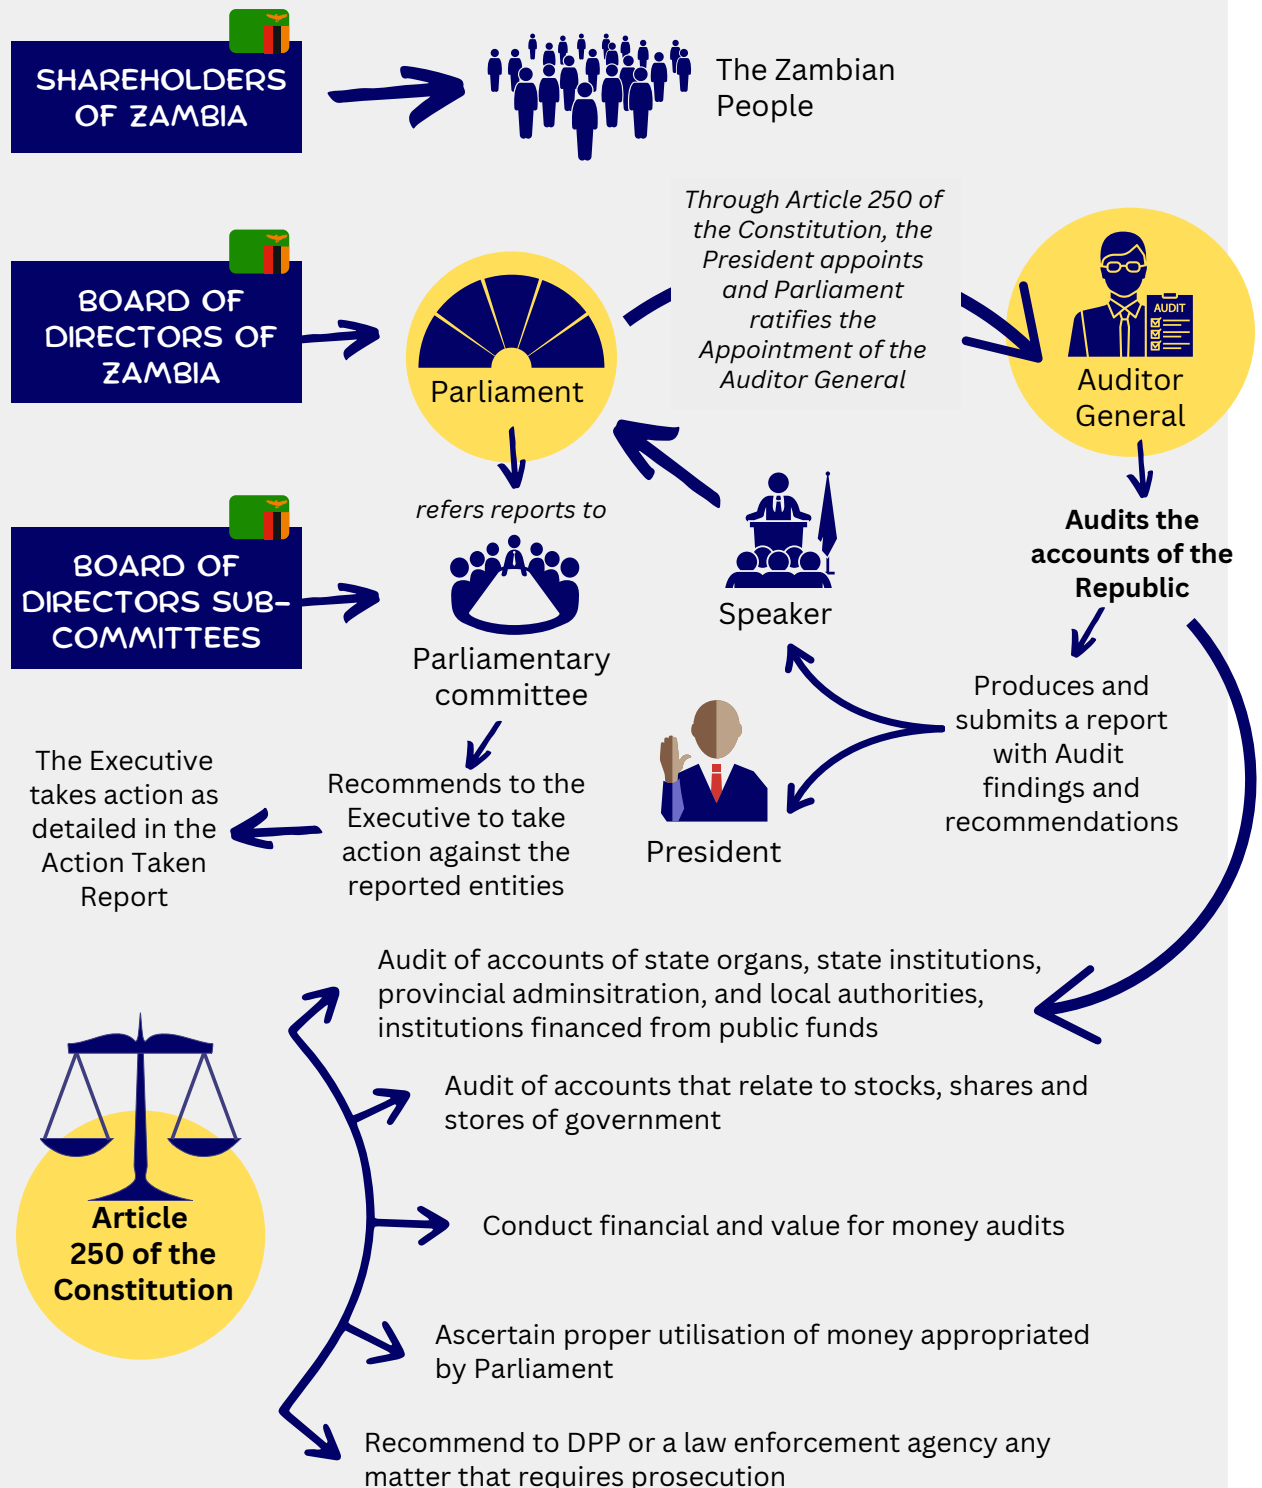 SHAREHOLDERS
OF ZAMBIA
The Zambian
People
BOARD OF
DIRECTORS OF
ZAMBIA
Parliament
Through Article 250 of
the Constitution, the
President appoints
and Parliament
ratifies the
Appointment of the
Auditor General
AUDIT
Auditor
General
BOARD OF
DIRECTORS SUB-
COMMITTEES
refers reports to
Parliamentary
committee
Speaker
Audits the
accounts of the
Republic
Produces and
submits a report
with Audit
findings and
recommendations
President
Recommends to the
Executive to take
action against the
reported entities
The Executive
takes action as
detailed in the
Action Taken
Report
Article
250 of the
Constitution
Audit of accounts of state organs, state institutions,
provincial adminsitration, and local authorities,
institutions financed from public funds
Audit of accounts that relate to stocks, shares and
stores of government
Conduct financial and value for money audits
Ascertain proper utilisation of money appropriated
by Parliament
Recommend to DPP or a law enforcement agency any
matter that requires prosecution